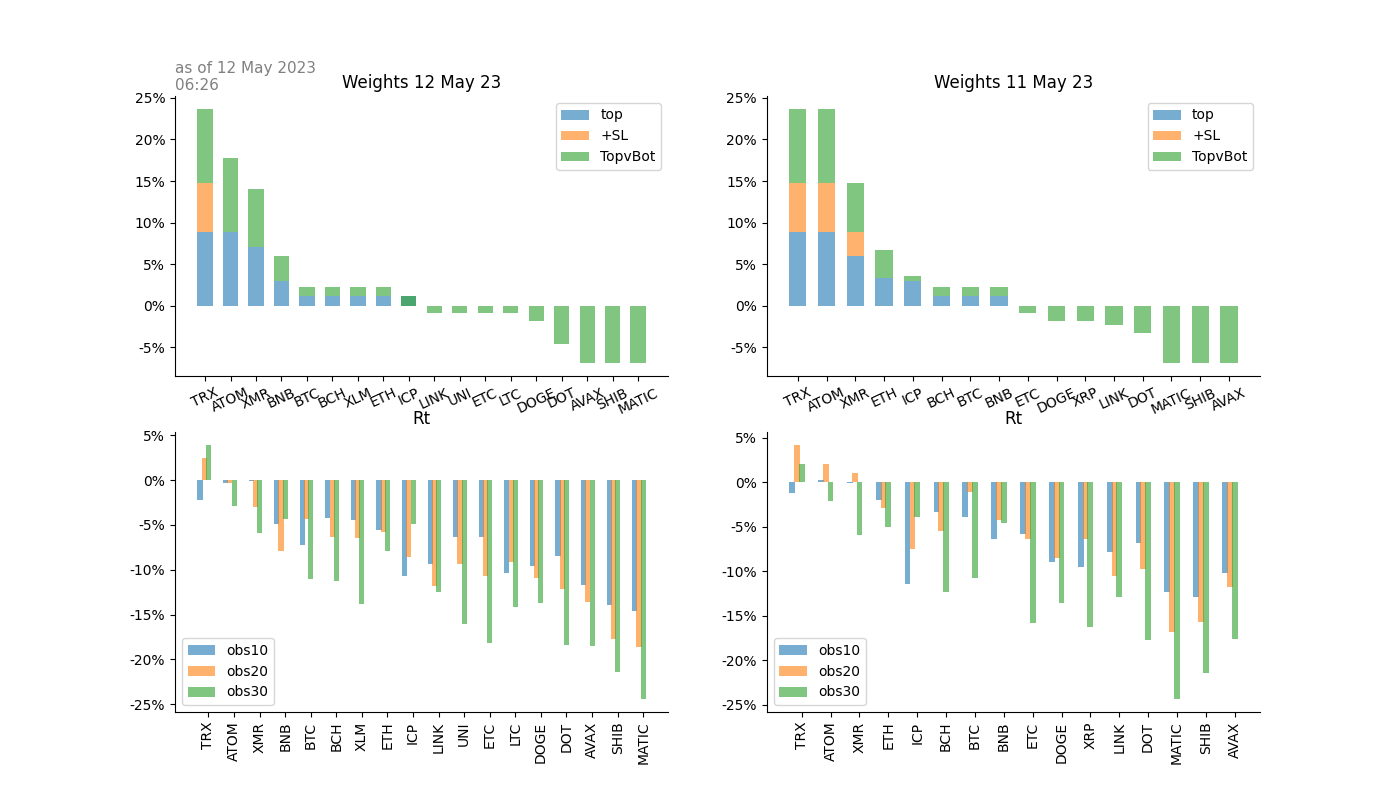 as of 12 May 2023
06:26
Weights 12 May 23
25%
20%
15%
10%
5%
0%
-5%
top
+SL
TopvBot
TRX ATOM XMR BNB BTC BCH XLM ETH ICP LINK UNI ETC LTC DOGE DOT AVAX SHIB MATIC
Weights 11 May 23
25%
20%
15%
10%
5%
0%
-5%
top
+SL
TopvBot
TRX ATOM XMR ETH ICP BCH BTC BNB ETC DOGE XRP LINK DOT MATIC SHIB AVAX
Rt
5%
0%
-5%
-10%
-15%
-20%
-25%
obs10
obs20
obs30
TRX ATOM XMR BNB BTC BCH XLM ETH ICP LINK UNI ETC LTC DOGE DOT AVAX SHIB MATIC
Rt
5%
0%
-5%
-10%
-15%
-20%
-25%
obs10
obs20
obs30
TRX ATOM XMR ETH ICP BCH BTC BNB ETC DOGE XRP LINK DOT MATIC SHIB AVAX